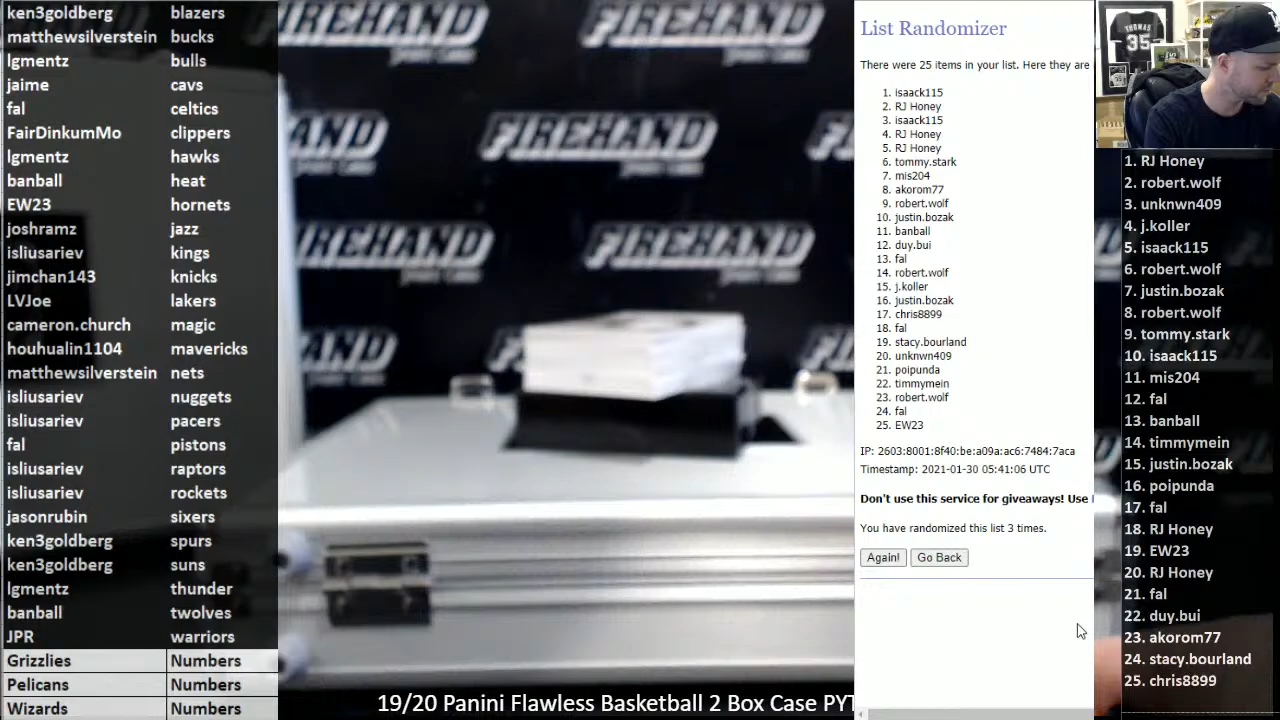 ken3goldberg blazers
matthewsilverstein bucks
lgmentz bulls
jaime cavs
fal celtics
FairDinkumMo clippers
lgmentz hawks
banball heat
EW23 hornets
joshramz jazz
isliusariev kings
jimchan143 knicks
LVJoe lakers
cameron.church magic
houhualin1104 mavericks
matthewsilverstein nets
isliusariev nuggets
isliusariev pacers
fal pistons
isliusariev raptors
isliusariev rockets
jasonrubin sixers
ken3goldberg spurs
ken3goldberg suns
lgmentz thunder
banball twolves
JPR warriors
Grizzlies Numbers
Pelicans Numbers
Wizards Numbers
FIREHAND
FIREHAND
FIREHAND
FIREHAND
19/20 Panini Flawless Basketball 2 Box Case PYT
List Randomizer
There were 25 items in your list. Here they are
1. isaack115
2. RJ Honey
3. isaack115
4. RJ Honey
5. RJ Honey
6. tommy.stark
7. mis204
8. akorom77
9. robert.wolf
10. justin.bozak
11. banball
12. duy.bui
13. fal
14. robert.wolf
15. j.koller
16. justin.bozak
17. chris8899
18. fal
19. stacy.bourland
20. unknwn409
21. poipunda
22. timmymein
23. robert.wolf
24. fal
25. EW23
IP: 2603:8001:8f40:be:a09a:ac6:7484:7aca
Timestamp: 2021-01-30 05:41:06 UTC
Don't use this service for giveaways! Use
You have randomized this list 3 times.
Again! Go Back
THOMAS
35
1. RJ Honey
2. robert.wolf
3. unknwn409
4. j.koller
5. isaack115
6. robert.wolf
7. justin.bozak
8. robert.wolf
9. tommy.stark
10. isaack115
11. mis204
12. fal
13. banball
14. timmymein
15. justin.bozak
16. poipunda
17. fal
18. RJ Honey
19. EW23
20. RJ Honey
21. fal
22. duy.bui
23. akorom77
24. stacy.bourland
25. chris8899